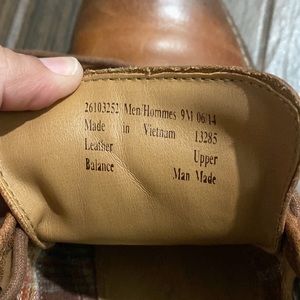 26103252 Men/Hommes 9M 06/14
Made in Vietnam 13285
Leather Upper
Balance Man Made